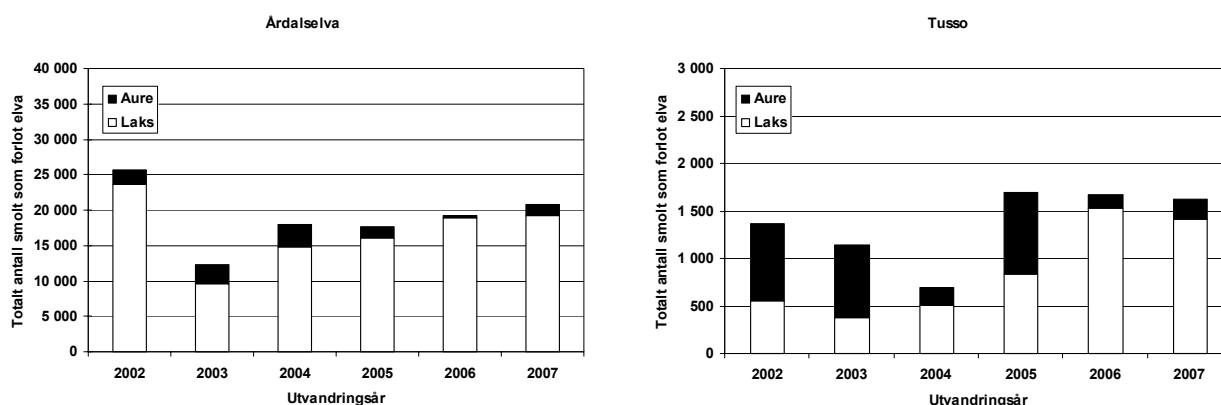 Årdalselva
Totalt antall smolt som forlot elva
40 000
35 000
30 000
25 000
20 000
15 000
10 000
5 000
0
Aure
Laks
2002 2003 2004 2005 2006 2007
Utvandringsår
Tusso
Totalt antall smolt som forlot elva
3 000
2 500
2 000
1 500
1 000
500
0
Aure
Laks
2002 2003 2004 2005 2006 2007
Utvandringsår